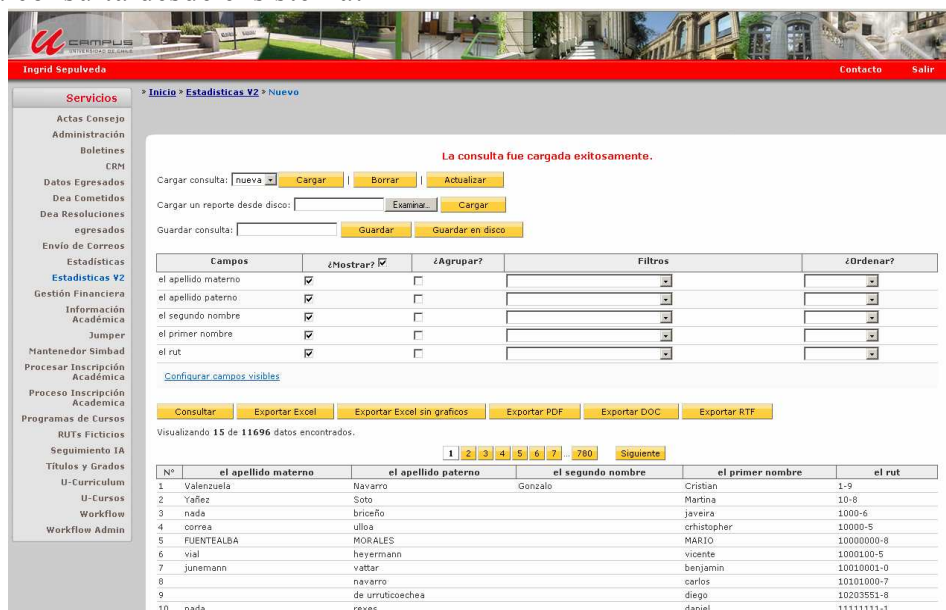 U CAMPUS
UNIVERSIDAD DE CHILE
Ingrid Sepulveda Contacto Salir
Servicios
Actas Consejo
Administración
Boletines
CRM
Datos Egresados
Dea Cometidos
Dea Resoluciones
egresados
Envío de Correos
Estadísticas
Estadísticas V2
Gestión Financiera
Información
Académica
Jumper
Mantenedor Simbad
Procesar Inscripción
Académica
Proceso Inscripción
Academica
Programas de Cursos
RUTs Ficticios
Seguimiento IA
Títulos y Grados
U-Curriculum
U-Cursos
Workflow
Workflow Admin
» Inicio » Estadísticas V2 » Nuevo
La consulta fue cargada exitosamente.
Cargar consulta: nueva Cargar | Borrar | Actualizar
Cargar un reporte desde disco: Examinar... Cargar
Guardar consulta: Guardar Guardar en disco
Campos ¿Mostrar? ¿Agrupar? Filtros ¿Ordenar?
el apellido materno
el apellido paterno
el segundo nombre
el primer nombre
el rut
Configurar campos visibles
Consultar Exportar Excel Exportar Excel sin graficos Exportar PDF Exportar DOC Exportar RTF
Visualizando 15 de 11696 datos encontrados.
1 2 3 4 5 6 7 ... 780 Siguiente
N° el apellido materno el apellido paterno el segundo nombre el primer nombre el rut
1 Valenzuela Navarro Gonzalo Cristian 1-9
2 Yañez Soto Martina 10-8
3 nada briceño javeira 1000-6
4 correa ulloa crhistopher 10000-5
5 FUENTEALBA MORALES MARIO 10000000-8
6 vial heyermann vicente 1000100-5
7 junemann vattar benjamin 10010001-0
8 navarro carlos 10101000-7
9 de urruticoechea diego 10203551-8
10 nada reyes daniel 11111111-1